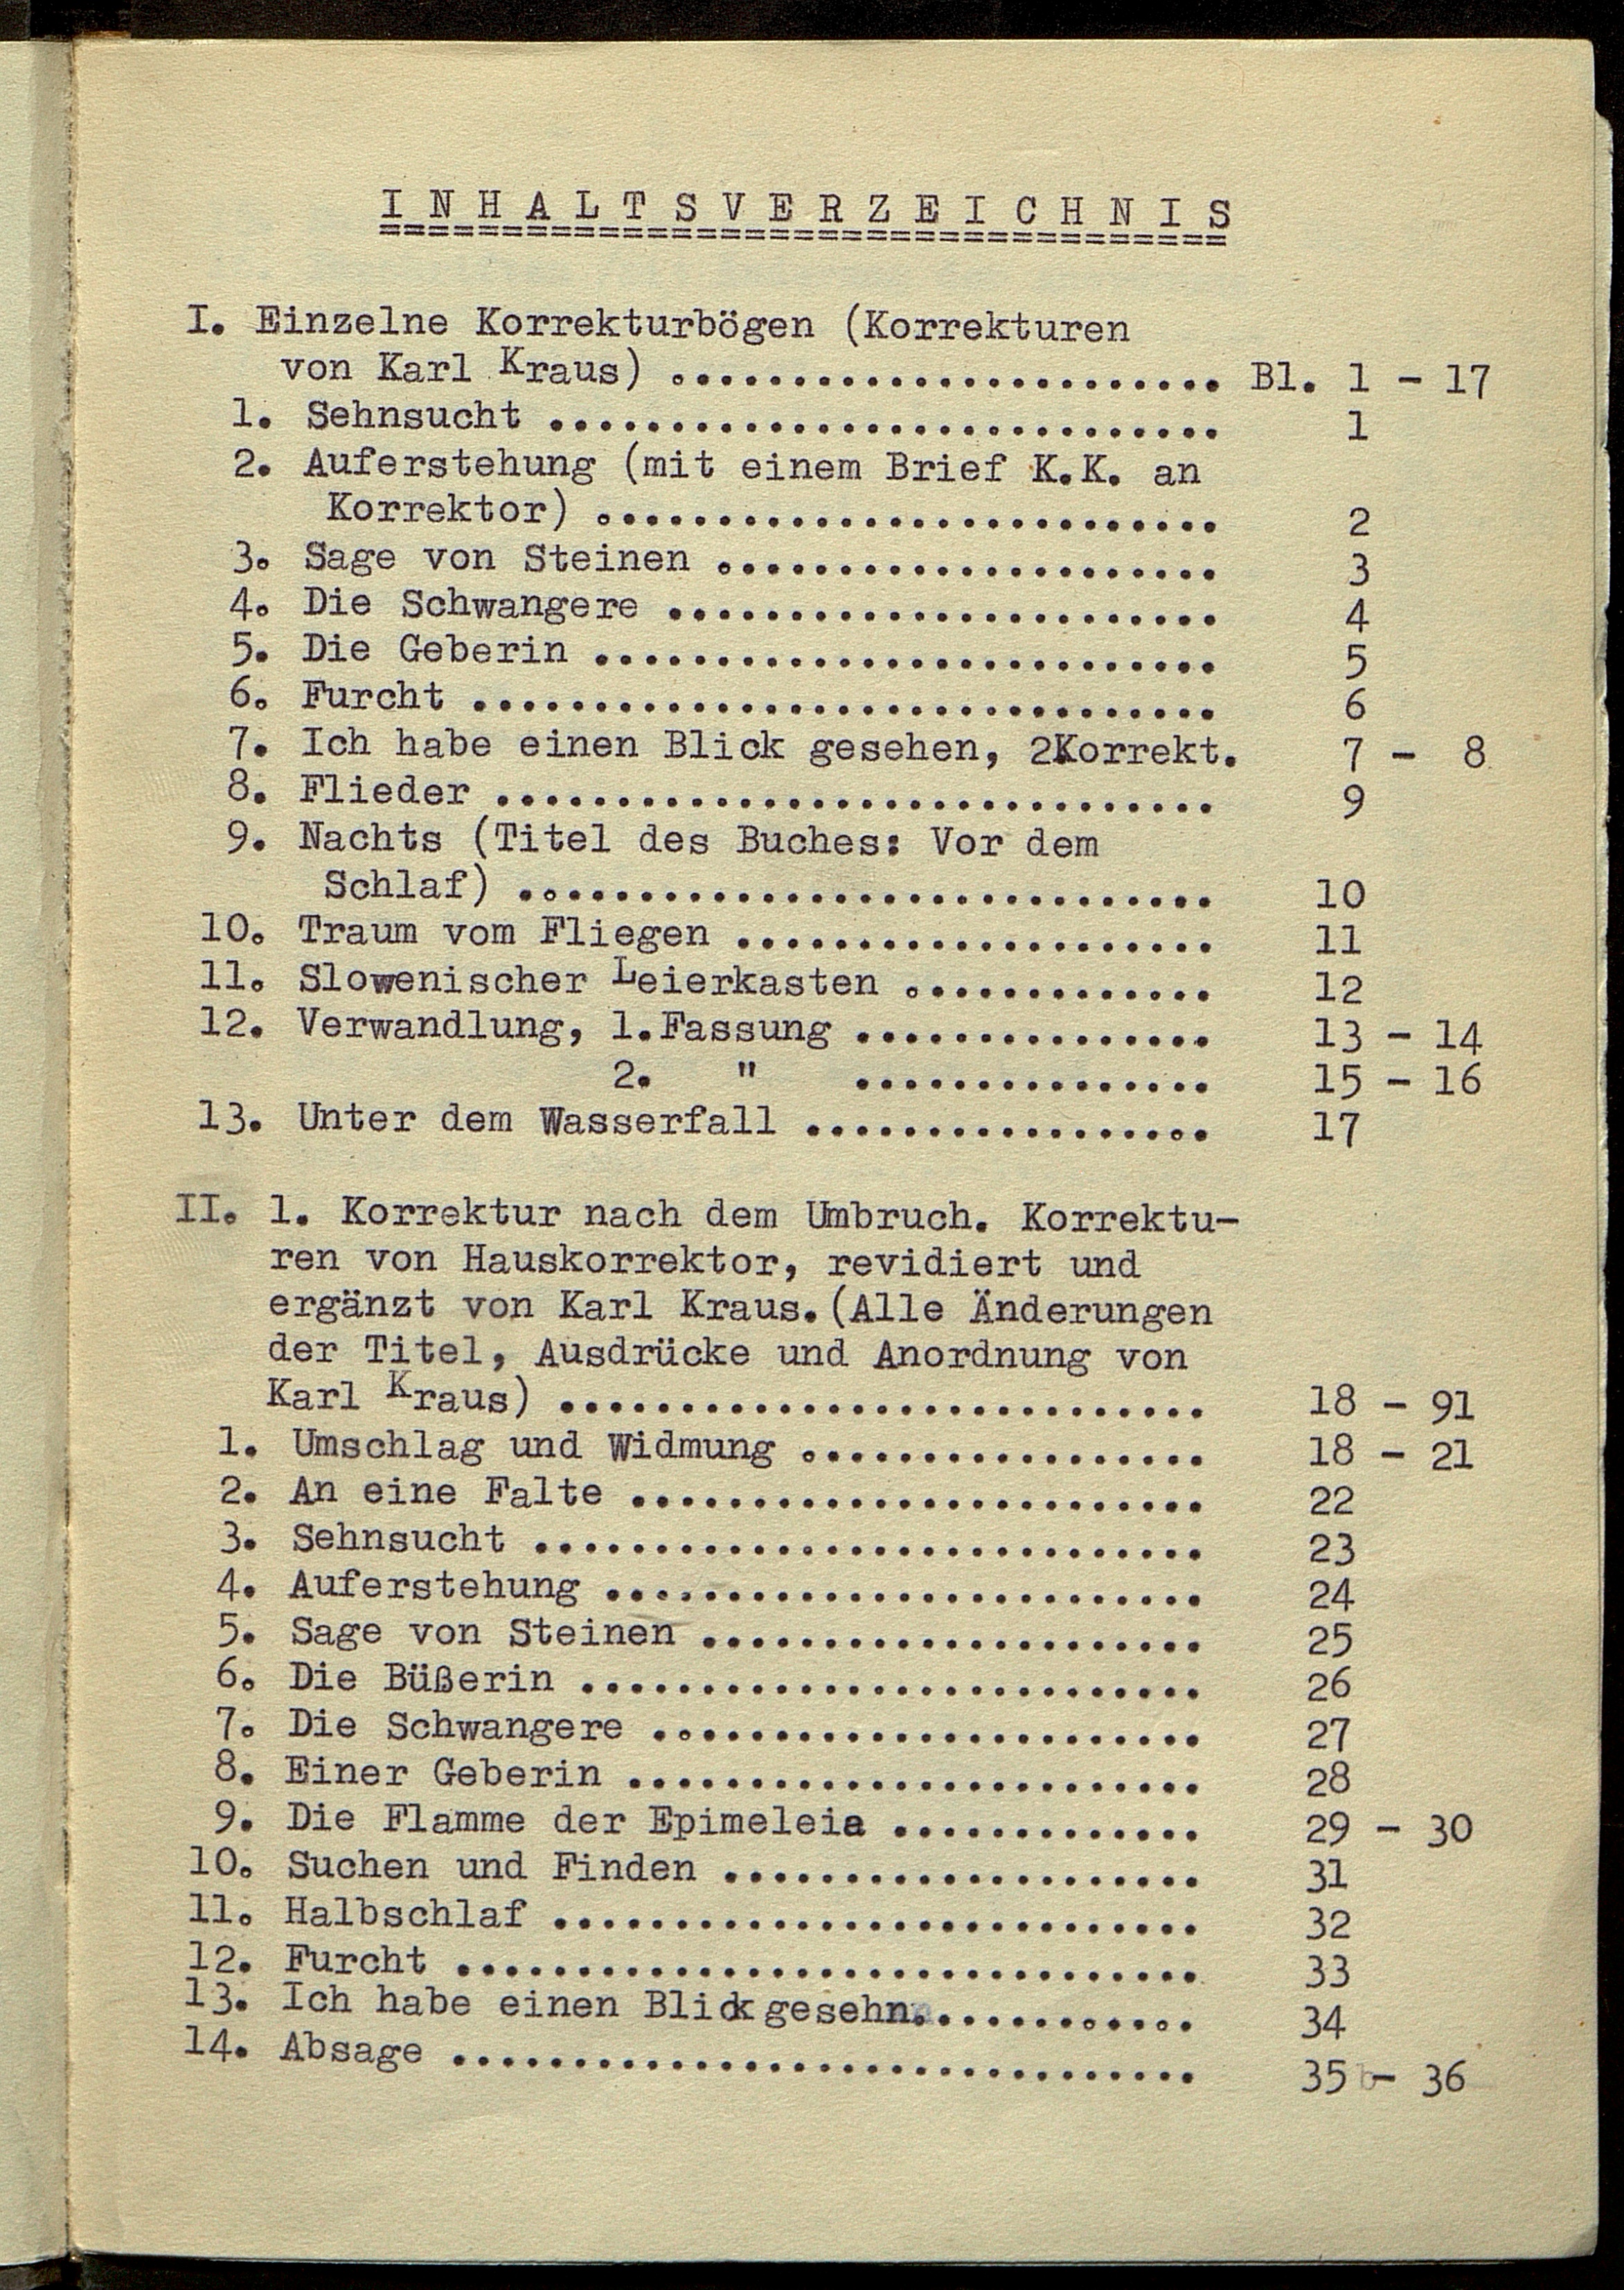 INHALTSVERZEICHNIS
===================================
I. Einzelne Korrekturbögen (Korrekturen
von Karl Kraus) ....................... Bl. 1 - 17
1. Sehnsucht ............................ 1
2. Auferstehung (mit einem Brief K.K. an
Korrektor) .......................... 2
3. Sage von Steinen ..................... 3
4. Die Schwangere ....................... 4
5. Die Geberin .......................... 5
6. Furcht ............................... 6
7. Ich habe einen Blick gesehen, 2Korrekt. 7 - 8
8. Flieder .............................. 9
9. Nachts (Titel des Buches: Vor dem
Schlaf) ............................. 10
10. Traum vom Fliegen .................... 11
11. Slowenischer Leierkasten ............. 12
12. Verwandlung, 1.Fassung ............... 13 - 14
2. " ............... 15 - 16
13. Unter dem Wasserfall ................. 17
II. 1. Korrektur nach dem Umbruch. Korrektu-
ren von Hauskorrektor, revidiert und
ergänzt von Karl Kraus.(Alle Änderungen
der Titel, Ausdrücke und Anordnung von
Karl Kraus) ........................... 18 - 91
1. Umschlag und Widmung ................. 18 - 21
2. An eine Falte ........................ 22
3. Sehnsucht ............................ 23
4. Auferstehung ......................... 24
5. Sage von Steinen ..................... 25
6. Die Büßerin .......................... 26
7. Die Schwangere ....................... 27
8. Einer Geberin ........................ 28
9. Die Flamme der Epimeleia ............. 29 - 30
10. Suchen und Finden .................... 31
11. Halbschlaf ........................... 32
12. Furcht ............................... 33
13. Ich habe einen Blick gesehn............ 34
14. Absage ............................... 35 - 36